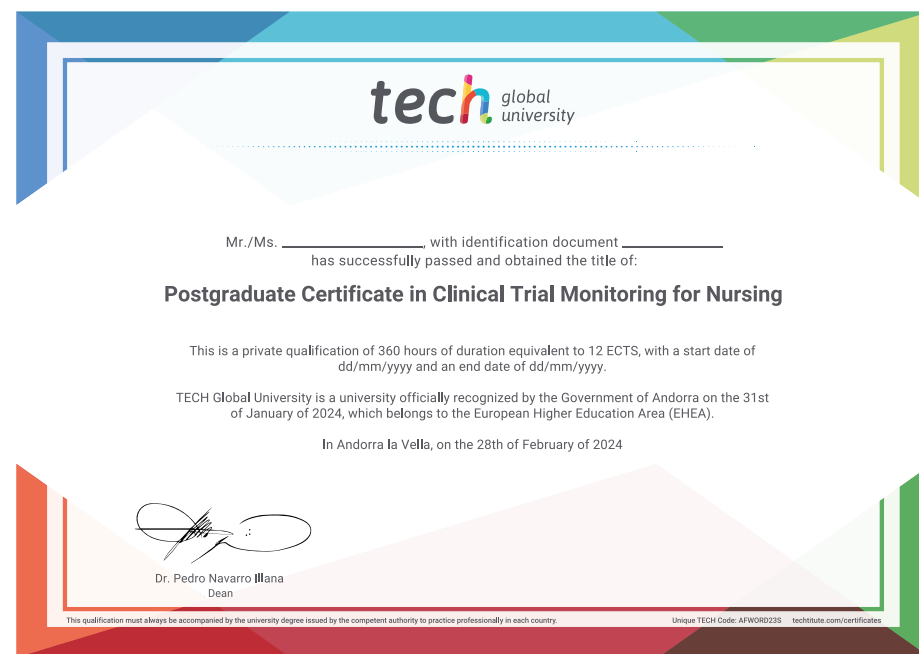 tech global
university
Mr./Ms. ____________, with identification document ____________
has successfully passed and obtained the title of:
Postgraduate Certificate in Clinical Trial Monitoring for Nursing
This is a private qualification of 360 hours of duration equivalent to 12 ECTS, with a start date of
dd/mm/yyyy and an end date of dd/mm/yyyy.
TECH Global University is a university officially recognized by the Government of Andorra on the 31st
of January of 2024, which belongs to the European Higher Education Area (EHEA).
In Andorra la Vella, on the 28th of February of 2024
Dr. Pedro Navarro Illana
Dean
This qualification must always be accompanied by the university degree issued by the competent authority to practice professionally in each country.
Unique TECH Code: AFWORD23S techtitute.com/certificates